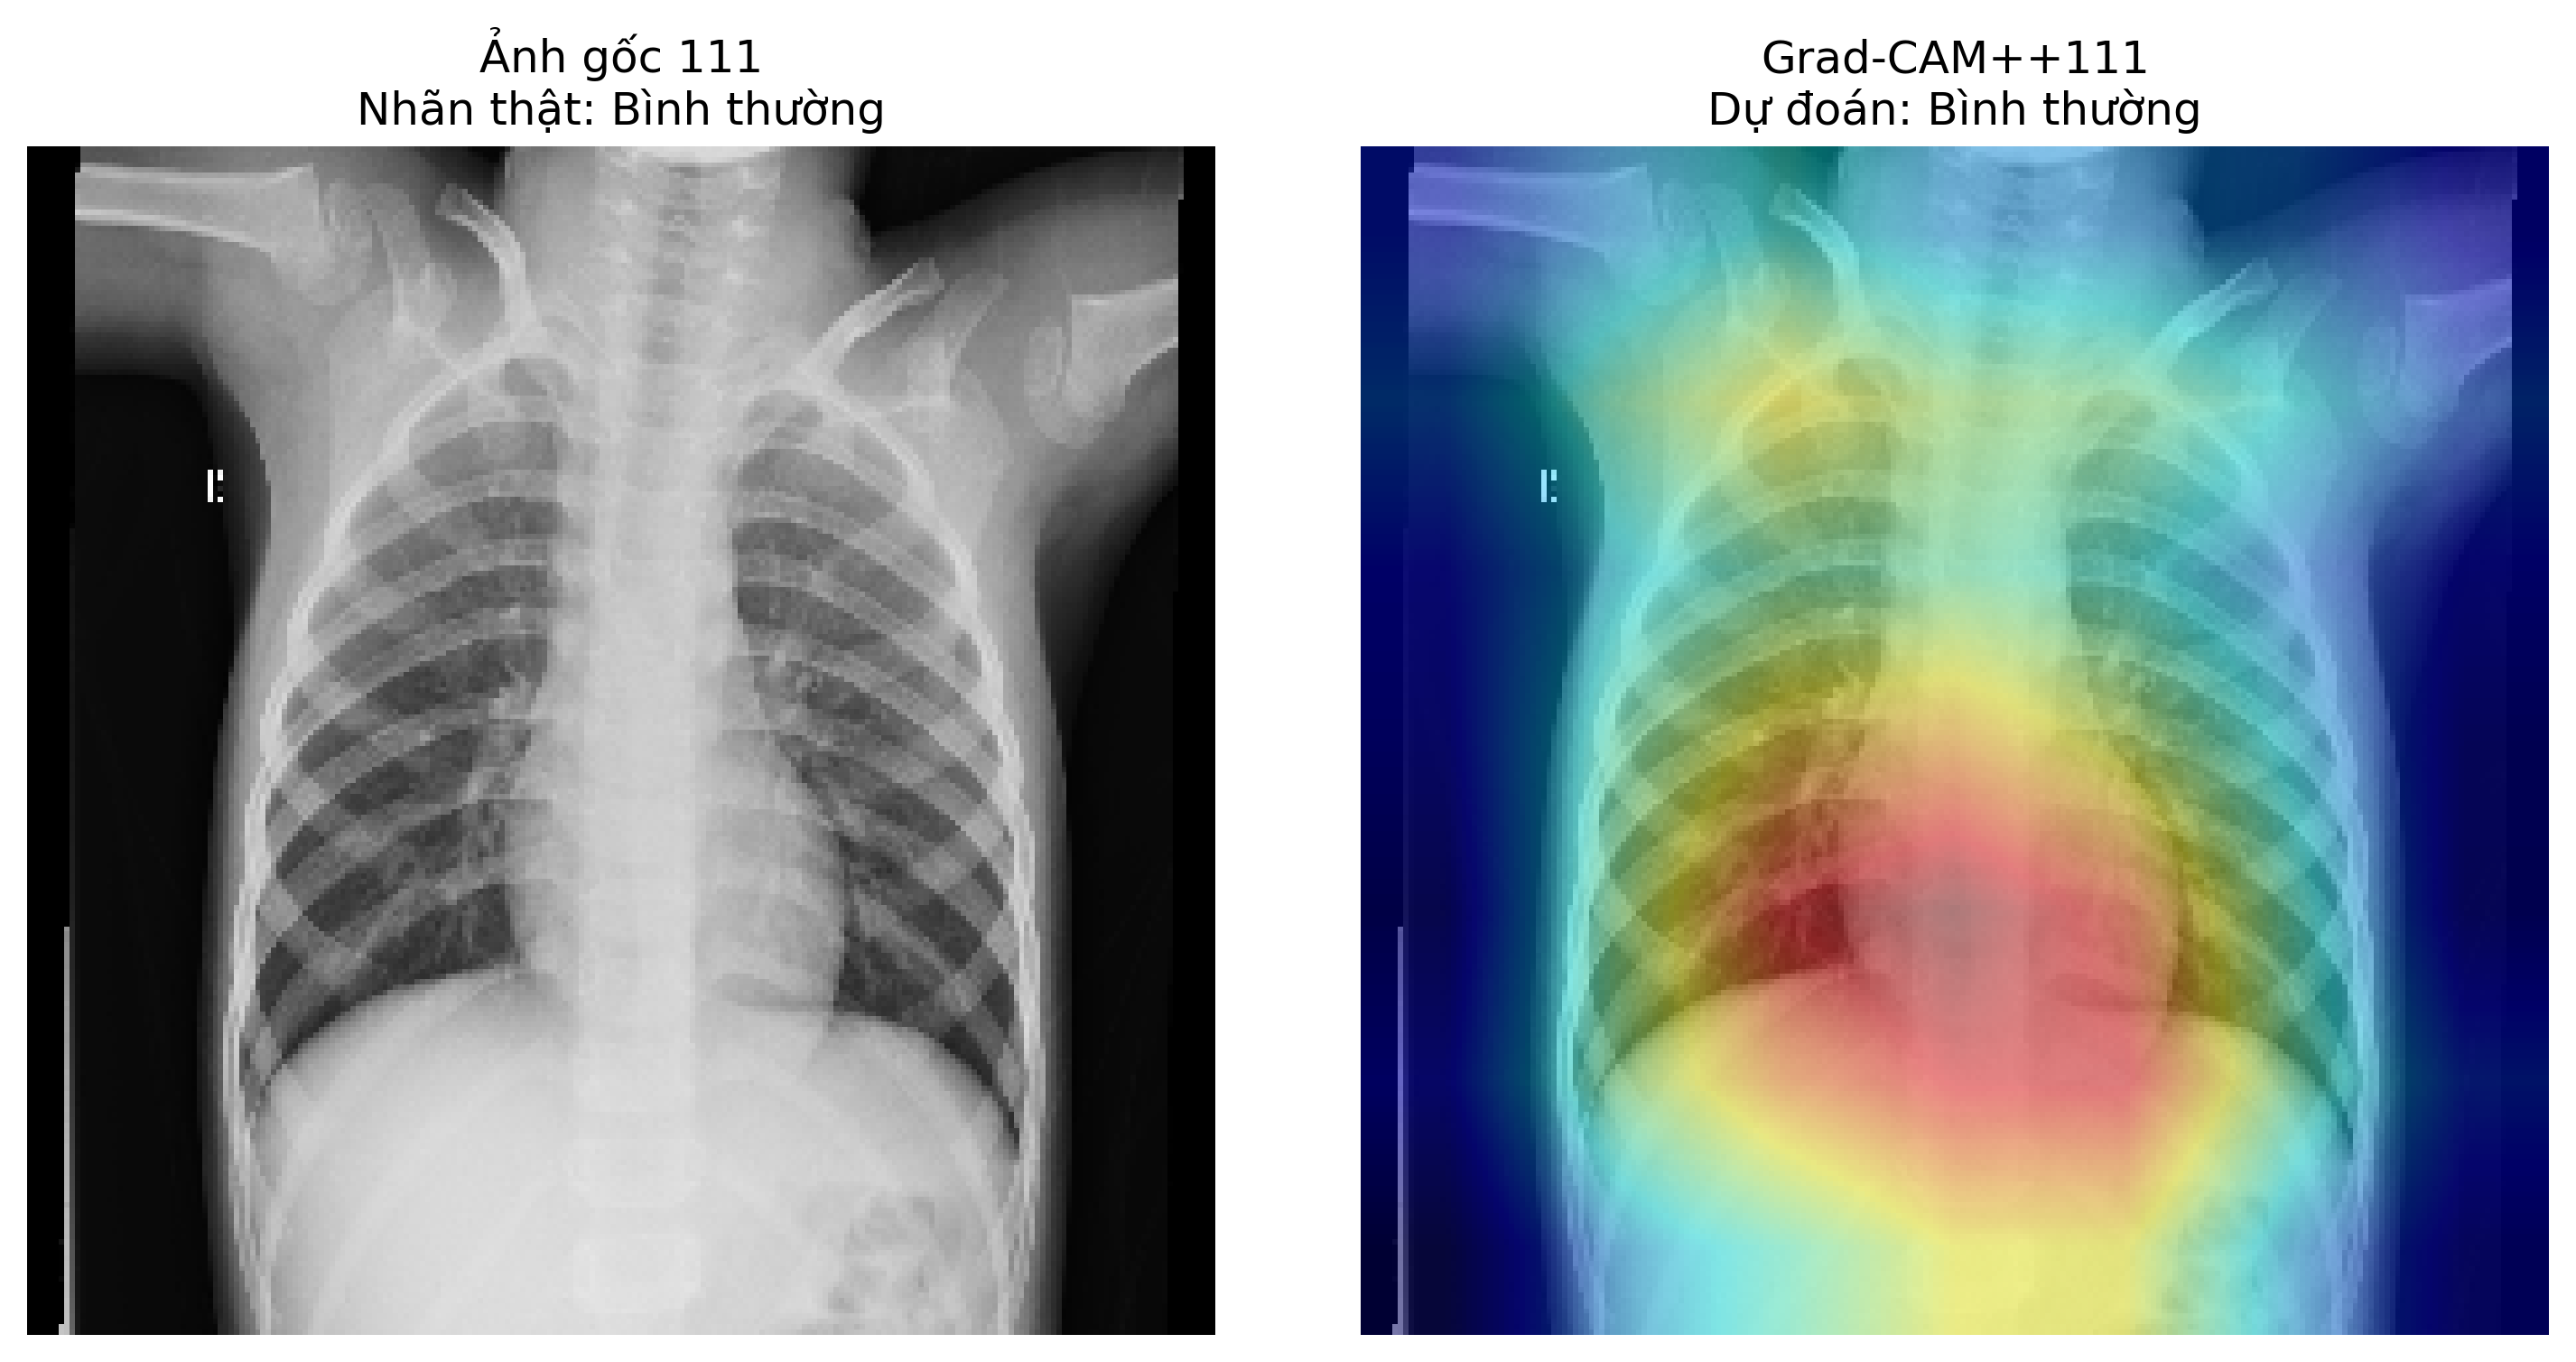 Ảnh gốc 111
Nhãn thật: Bình thường
Grad-CAM++111
Dự đoán: Bình thường